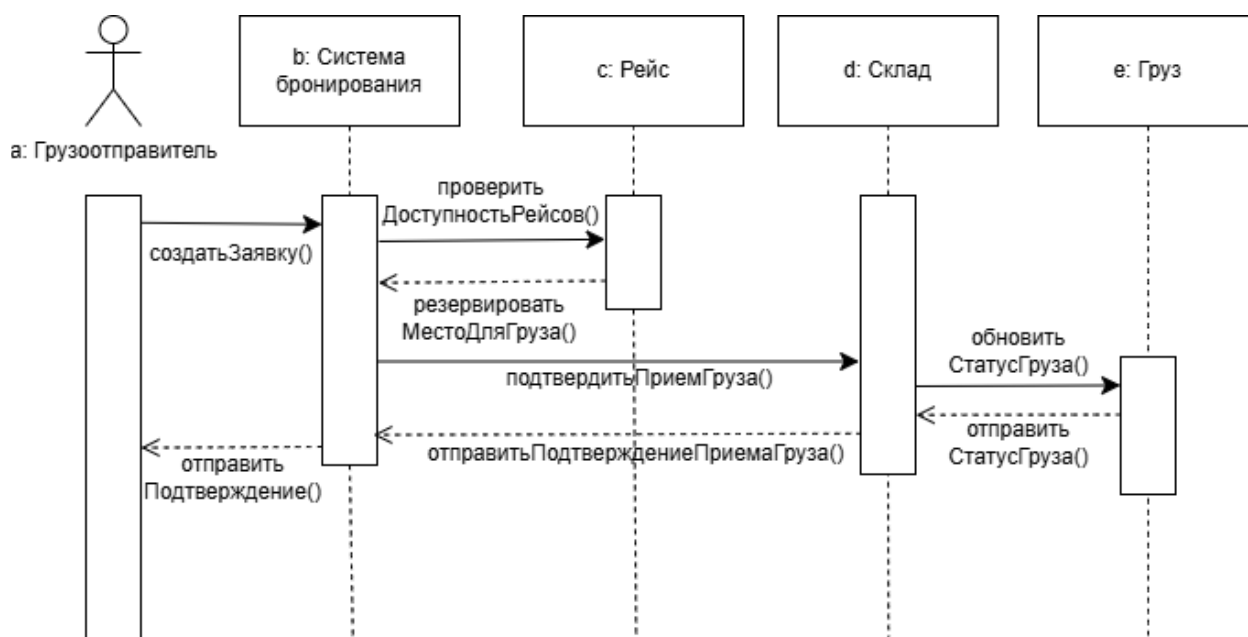 b: Система
бронирования
c: Рейс
d: Склад
e: Груз
a: Грузоотправитель
проверить
ДоступностьРейсов()
создатьЗаявку()
резервировать
МестоДляГруза()
обновить
СтатусГруза()
подтвердитьПриемГруза()
отправить
СтатусГруза()
отправитьПодтверждениеПриемаГруза()
отправить
Подтверждение()